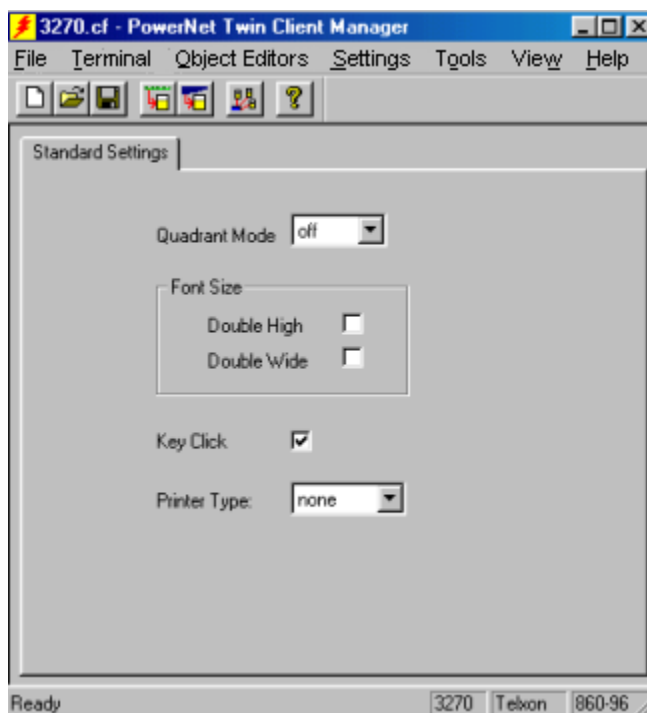 3270.cf - PowerNet Twin Client Manager
File Terminal Object Editors Settings Tools View Help
Standard Settings
Quadrant Mode off
Font Size
Double High
Double Wide
Key Click
Printer Type: none
Ready 3270 Telxon 860-96